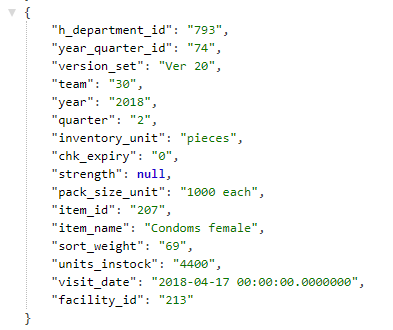 {
"h_department_id": "793",
"year_quarter_id": "74",
"version_set": "Ver 20",
"team": "30",
"year": "2018",
"quarter": "2",
"inventory_unit": "pieces",
"chk_expiry": "0",
"strength": null,
"pack_size_unit": "1000 each",
"item_id": "207",
"item_name": "Condoms female",
"sort_weight": "69",
"units_instock": "4400",
"visit_date": "2018-04-17 00:00:00.0000000",
"facility_id": "213"
}